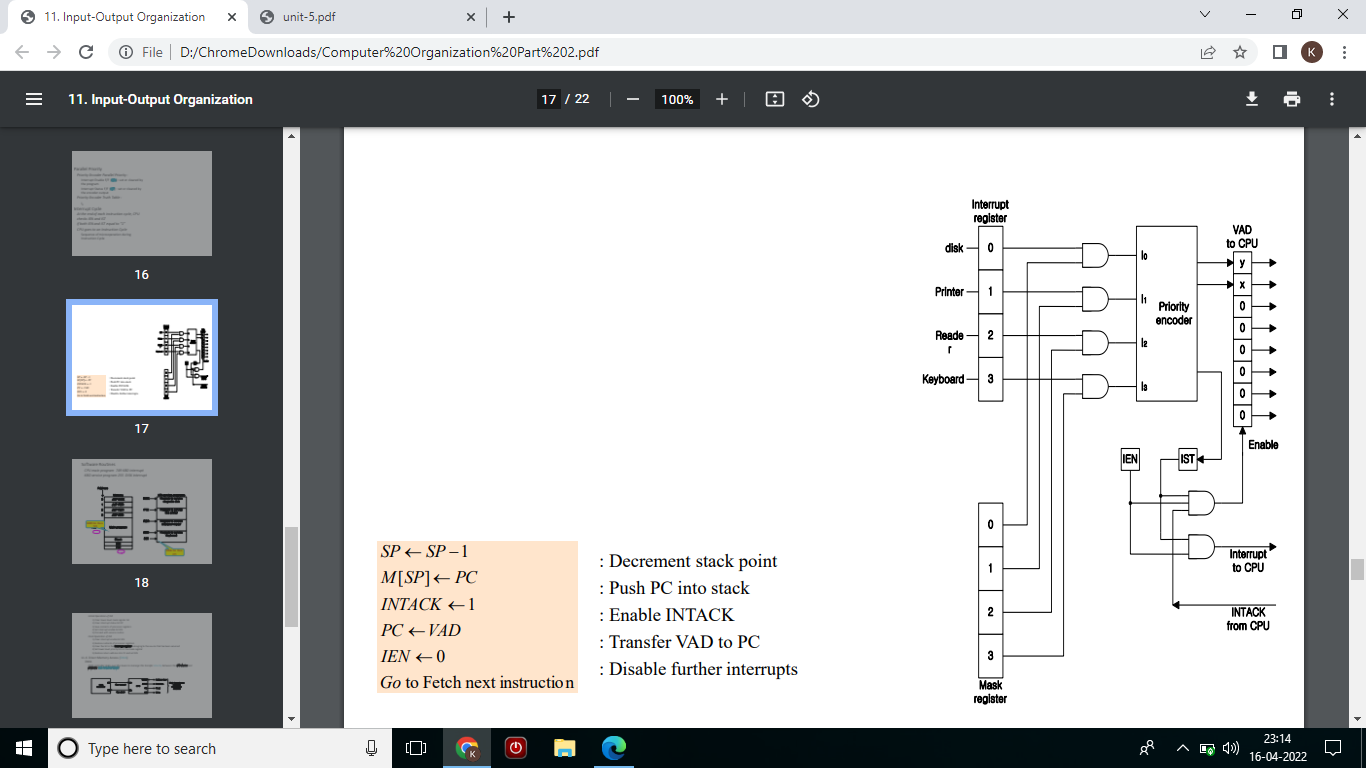 11. Input-Output Organization
unit-5.pdf
File
D:/ChromeDownloads/Computer%20Organization%20Part%202.pdf
K
11. Input-Output Organization
17 / 22
100%
16
17
18
Interrupt
register
disk
0
Printer
1
Reade
r
2
Keyboard
3
I0
I1
I2
I3
Priority
encoder
VAD
to CPU
y
x
0
0
0
0
0
0
Enable
IEN
IST
Interrupt
to CPU
INTACK
from CPU
0
1
2
3
Mask
register
SP ← SP – 1
M[SP] ← PC
INTACK ← 1
PC ← VAD
IEN ← 0
Go to Fetch next instruction
: Decrement stack point
: Push PC into stack
: Enable INTACK
: Transfer VAD to PC
: Disable further interrupts
Type here to search
K
23:14
16-04-2022